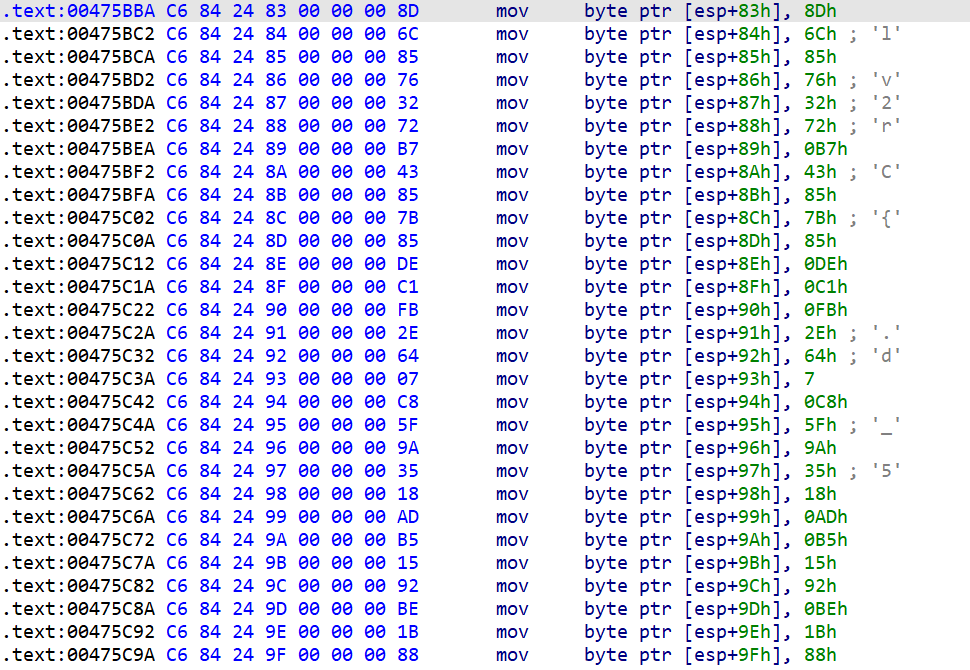 .text:00475BBA C6 84 24 83 00 00 00 8D mov byte ptr [esp+83h], 8Dh
.text:00475BC2 C6 84 24 84 00 00 00 6C mov byte ptr [esp+84h], 6Ch ; 'l'
.text:00475BCA C6 84 24 85 00 00 00 85 mov byte ptr [esp+85h], 85h
.text:00475BD2 C6 84 24 86 00 00 00 76 mov byte ptr [esp+86h], 76h ; 'v'
.text:00475BDA C6 84 24 87 00 00 00 32 mov byte ptr [esp+87h], 32h ; '2'
.text:00475BE2 C6 84 24 88 00 00 00 72 mov byte ptr [esp+88h], 72h ; 'r'
.text:00475BEA C6 84 24 89 00 00 00 B7 mov byte ptr [esp+89h], 0B7h
.text:00475BF2 C6 84 24 8A 00 00 00 43 mov byte ptr [esp+8Ah], 43h ; 'C'
.text:00475BFA C6 84 24 8B 00 00 00 85 mov byte ptr [esp+8Bh], 85h
.text:00475C02 C6 84 24 8C 00 00 00 7B mov byte ptr [esp+8Ch], 7Bh ; '{'
.text:00475C0A C6 84 24 8D 00 00 00 85 mov byte ptr [esp+8Dh], 85h
.text:00475C12 C6 84 24 8E 00 00 00 DE mov byte ptr [esp+8Eh], 0DEh
.text:00475C1A C6 84 24 8F 00 00 00 C1 mov byte ptr [esp+8Fh], 0C1h
.text:00475C22 C6 84 24 90 00 00 00 FB mov byte ptr [esp+90h], 0FBh
.text:00475C2A C6 84 24 91 00 00 00 2E mov byte ptr [esp+91h], 2Eh ; '.'
.text:00475C32 C6 84 24 92 00 00 00 64 mov byte ptr [esp+92h], 64h ; 'd'
.text:00475C3A C6 84 24 93 00 00 00 07 mov byte ptr [esp+93h], 7
.text:00475C42 C6 84 24 94 00 00 00 C8 mov byte ptr [esp+94h], 0C8h
.text:00475C4A C6 84 24 95 00 00 00 5F mov byte ptr [esp+95h], 5Fh ; '_'
.text:00475C52 C6 84 24 96 00 00 00 9A mov byte ptr [esp+96h], 9Ah
.text:00475C5A C6 84 24 97 00 00 00 35 mov byte ptr [esp+97h], 35h ; '5'
.text:00475C62 C6 84 24 98 00 00 00 18 mov byte ptr [esp+98h], 18h
.text:00475C6A C6 84 24 99 00 00 00 AD mov byte ptr [esp+99h], 0ADh
.text:00475C72 C6 84 24 9A 00 00 00 B5 mov byte ptr [esp+9Ah], 0B5h
.text:00475C7A C6 84 24 9B 00 00 00 15 mov byte ptr [esp+9Bh], 15h
.text:00475C82 C6 84 24 9C 00 00 00 92 mov byte ptr [esp+9Ch], 92h
.text:00475C8A C6 84 24 9D 00 00 00 BE mov byte ptr [esp+9Dh], 0BEh
.text:00475C92 C6 84 24 9E 00 00 00 1B mov byte ptr [esp+9Eh], 1Bh
.text:00475C9A C6 84 24 9F 00 00 00 88 mov byte ptr [esp+9Fh], 88h